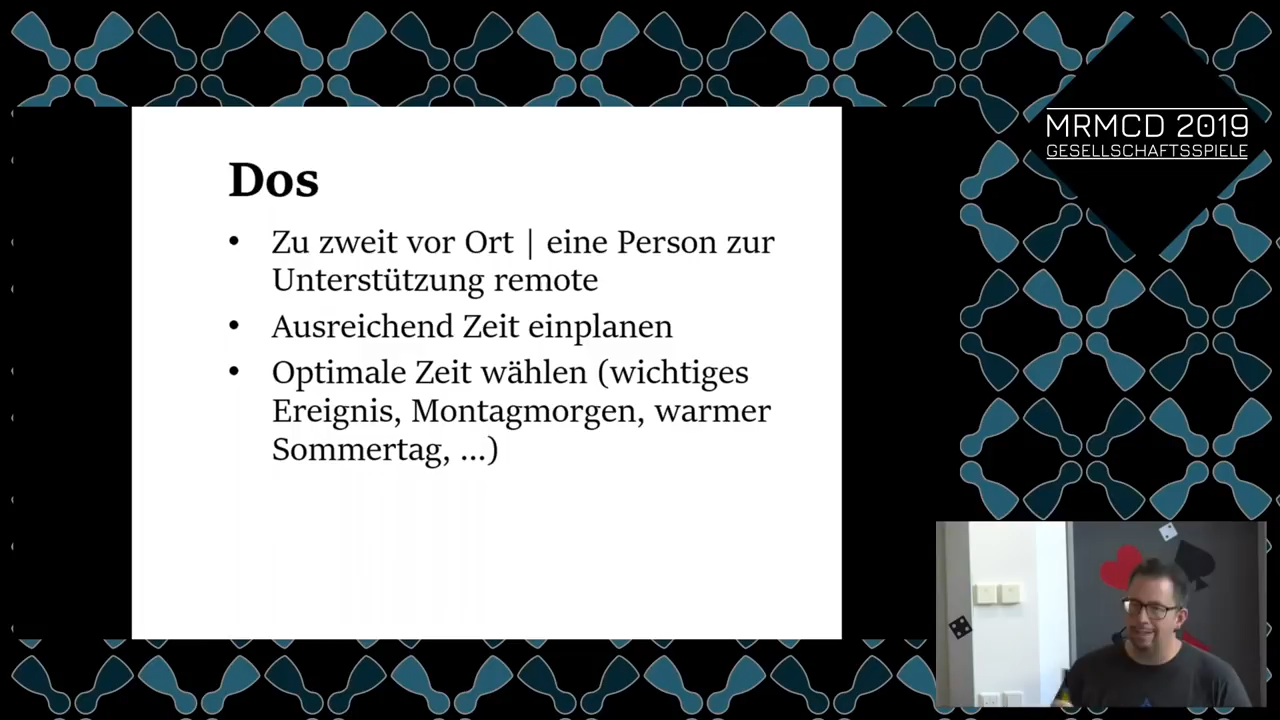 MRMCD 2019
GESELLSCHAFTSSPIELE
Dos
• Zu zweit vor Ort | eine Person zur
Unterstützung remote
• Ausreichend Zeit einplanen
• Optimale Zeit wählen (wichtiges
Ereignis, Montagmorgen, warmer
Sommertag, ...)